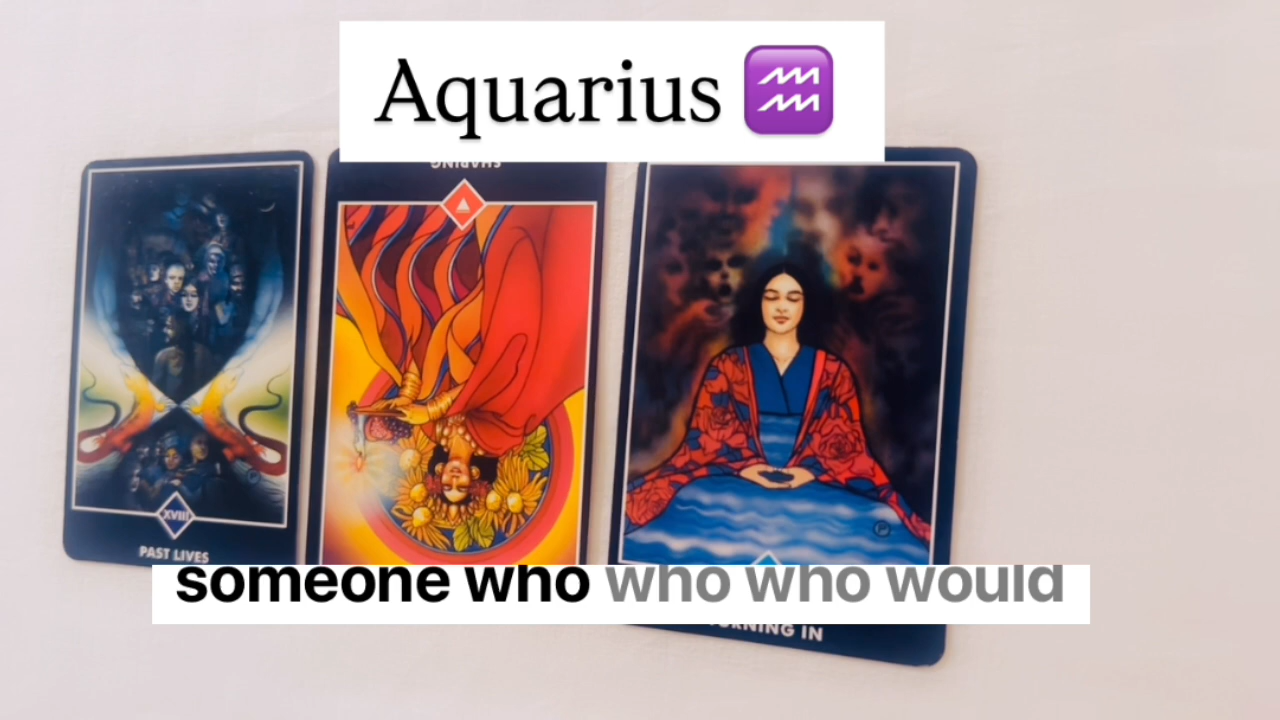 Aquarius ♒
SHARING
XVIII
PAST LIVES
someone who who who would
TURNING IN